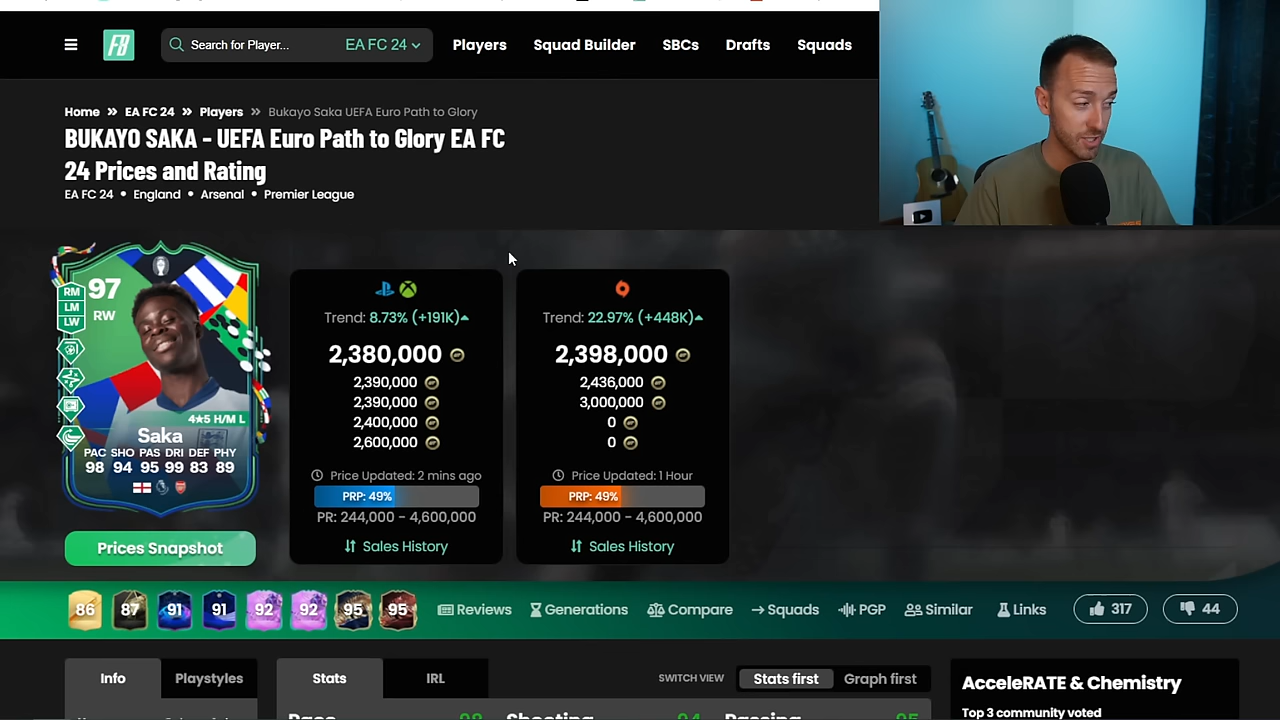 FB
Search for Player...
EA FC 24
Players
Squad Builder
SBCs
Drafts
Squads
Home » EA FC 24 » Players » Bukayo Saka UEFA Euro Path to Glory
BUKAYO SAKA - UEFA Euro Path to Glory EA FC
24 Prices and Rating
EA FC 24 • England • Arsenal • Premier League
97
RW
RM
LM
LW
4★5 H/M L
Saka
PAC SHO PAS DRI DEF PHY
98 94 95 99 83 89
Prices Snapshot
Trend: 8.73% (+191K)
2,380,000
2,390,000
2,390,000
2,400,000
2,600,000
Price Updated: 2 mins ago
PRP: 49%
PR: 244,000 - 4,600,000
Sales History
Trend: 22.97% (+448K)
2,398,000
2,436,000
3,000,000
0
0
Price Updated: 1 Hour
PRP: 49%
PR: 244,000 - 4,600,000
Sales History
86 87 91 91 92 92 95 95
Reviews
Generations
Compare
Squads
PGP
Similar
Links
317
44
Info
Playstyles
Stats
IRL
SWITCH VIEW
Stats first
Graph first
AcceleRATE & Chemistry
Top 3 community voted
Pace 98
Shooting 94
Passing 95